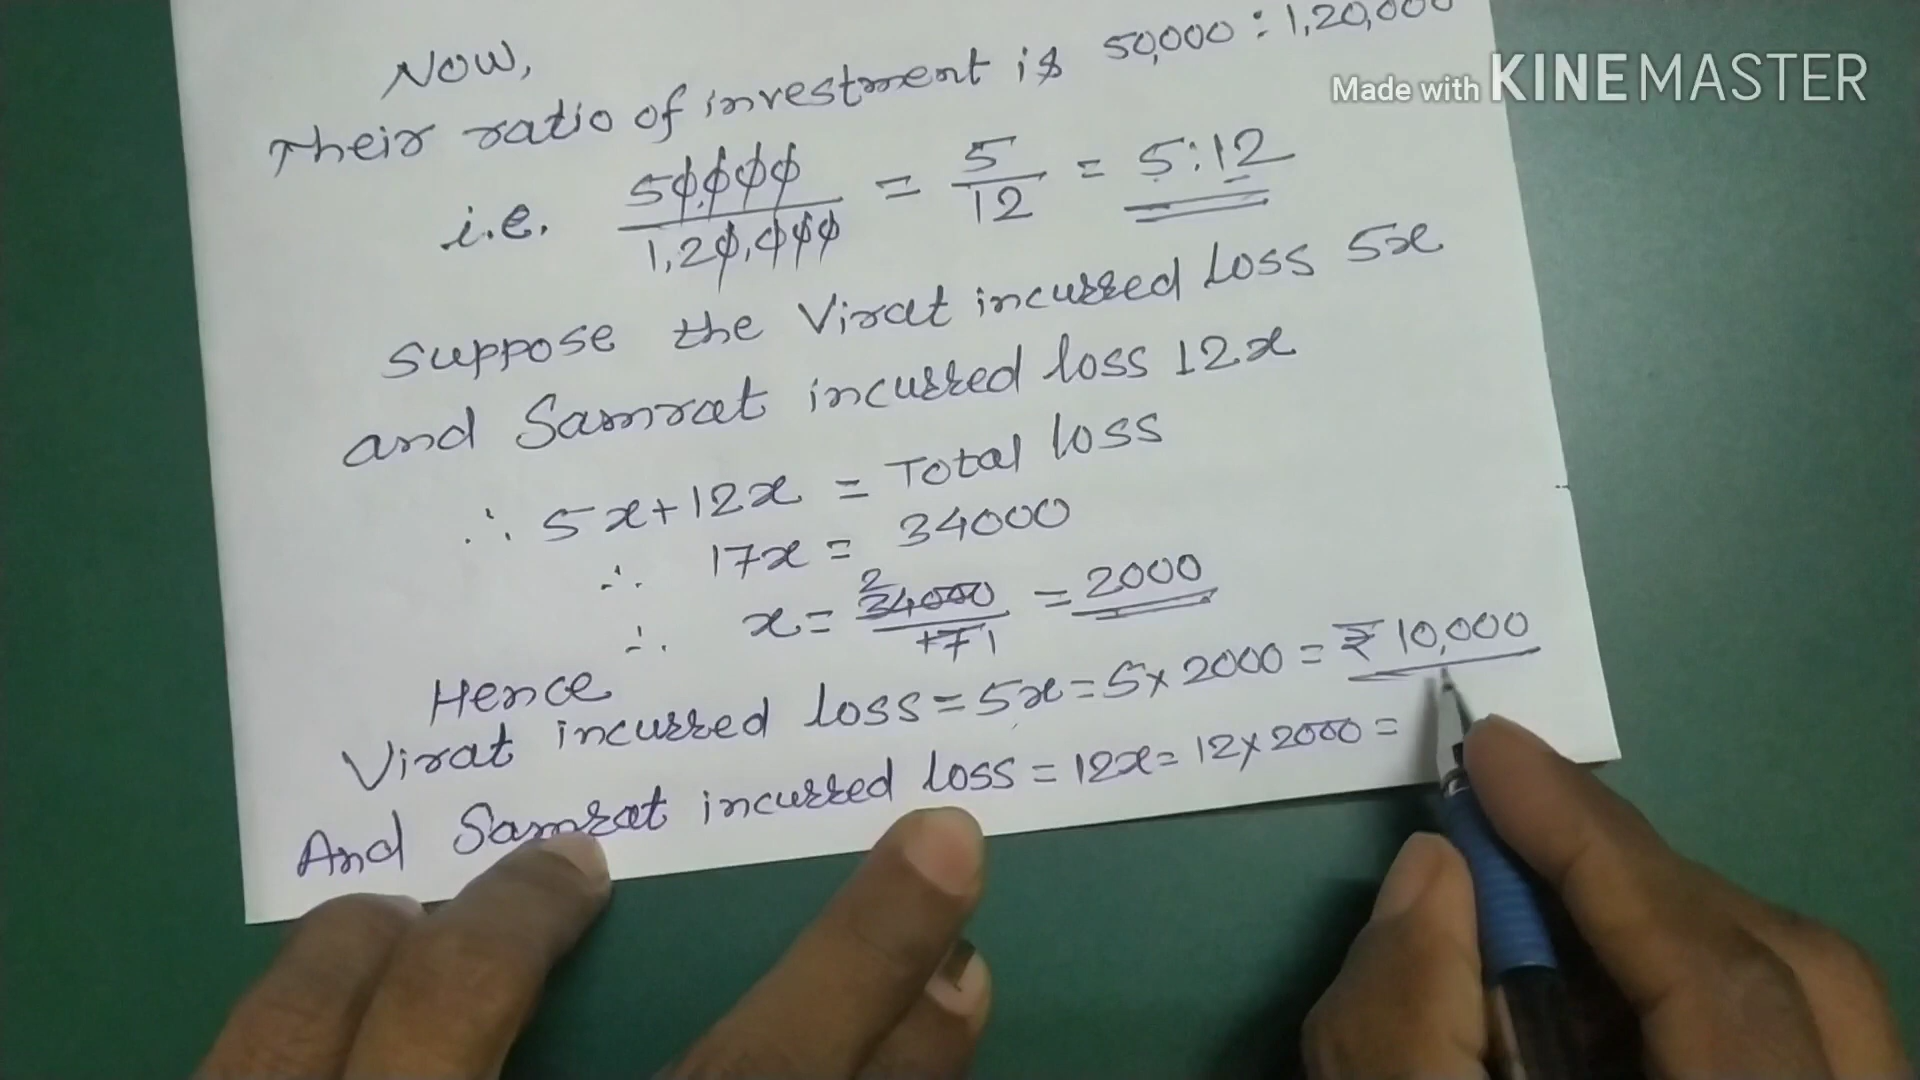 Now,
Their ratio of investment is 50,000 : 1,20,000
Made with KINEMASTER
i.e. 50,000 / 1,20,000 = 5/12 = 5:12
suppose the Virat incurred Loss 5x
and Samrat incurred loss 12x
∴ 5x+12x = Total loss
∴ 17x = 34000
∴ x = 34000/17 = 2000
2 1
Hence
Virat incurred loss = 5x = 5×2000 = ₹ 10,000
And Samrat incurred loss = 12x = 12×2000 =